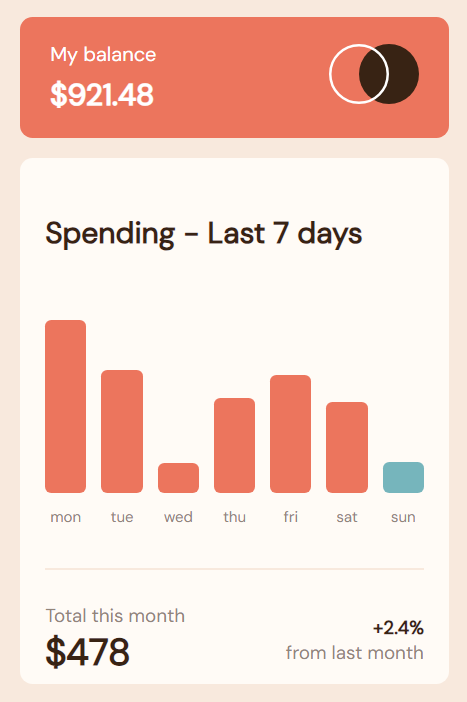 My balance
$921.48
Spending - Last 7 days
mon tue wed thu fri sat sun
Total this month
$478
+2.4%
from last month